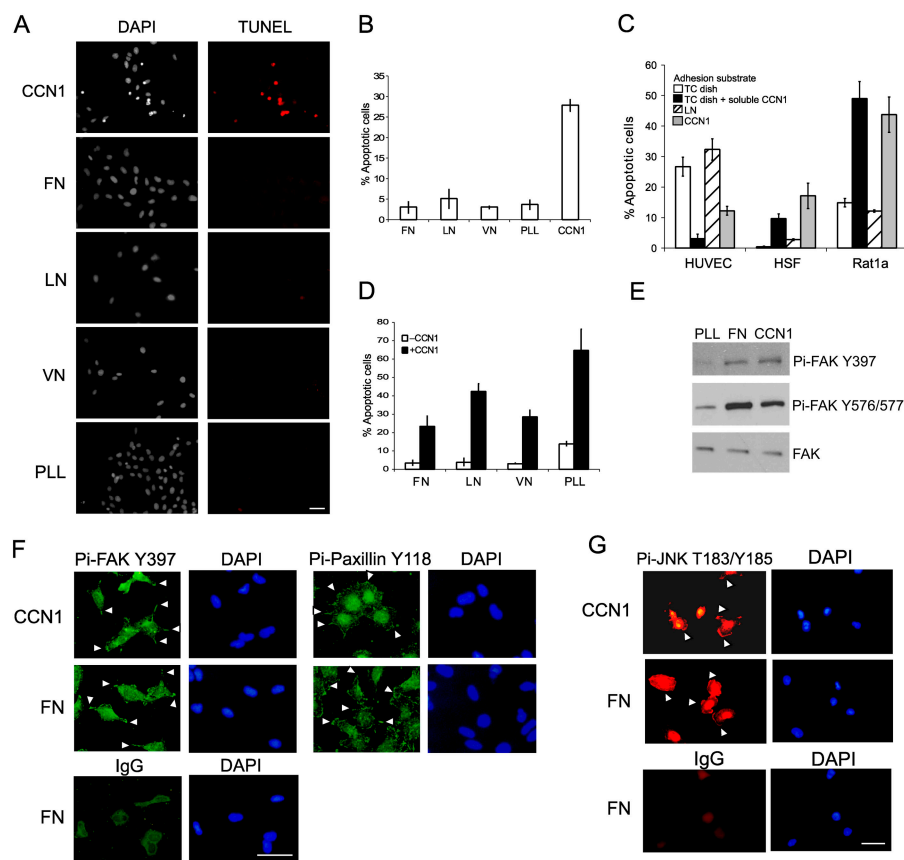 A
DAPI TUNEL
CCN1
FN
LN
VN
PLL
B
% Apoptotic cells
35
30
25
20
15
10
5
0
FN LN VN PLL CCN1
C
% Apoptotic cells
60
50
40
30
20
10
0
Adhesion substrate
TC dish
TC dish + soluble CCN1
LN
CCN1
HUVEC HSF Rat1a
D
% Apoptotic cells
80
70
60
50
40
30
20
10
0
–CCN1
+CCN1
FN LN VN PLL
E
PLL FN CCN1
Pi-FAK Y397
Pi-FAK Y576/577
FAK
F
Pi-FAK Y397 DAPI Pi-Paxillin Y118 DAPI
CCN1
FN
IgG DAPI
FN
G
Pi-JNK T183/Y185 DAPI
CCN1
FN
IgG DAPI
FN